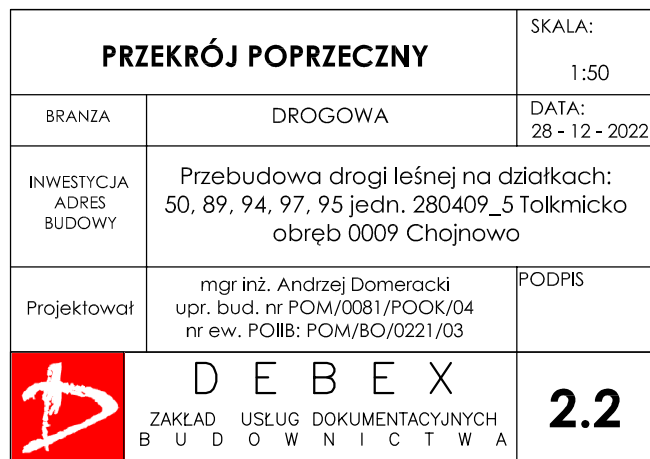 PRZEKRÓJ POPRZECZNY
SKALA:
1:50
BRANZA
DROGOWA
DATA:
28 - 12 - 2022
INWESTYCJA
ADRES
BUDOWY
Przebudowa drogi leśnej na działkach:
50, 89, 94, 97, 95 jedn. 280409_5 Tolkmicko
obręb 0009 Chojnowo
Projektował
mgr inż. Andrzej Domeracki
upr. bud. nr POM/0081/POOK/04
nr ew. POIIB: POM/BO/0221/03
PODPIS
D E B E X
ZAKŁAD USŁUG DOKUMENTACYJNYCH
B U D O W N I C T W A
2.2